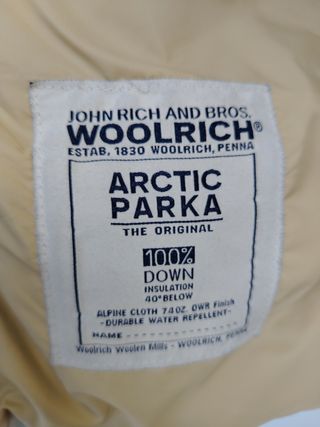 JOHN RICH AND BROS.
WOOLRICH®
ESTAB. 1830 WOOLRICH, PENNA
ARCTIC
PARKA
THE ORIGINAL
100%
DOWN
INSULATION
40° BELOW
ALPINE CLOTH 7.4 OZ. DWR Finish
-DURABLE WATER REPELLENT-
NAME
Woolrich Woolen Mills - WOOLRICH, PENNA